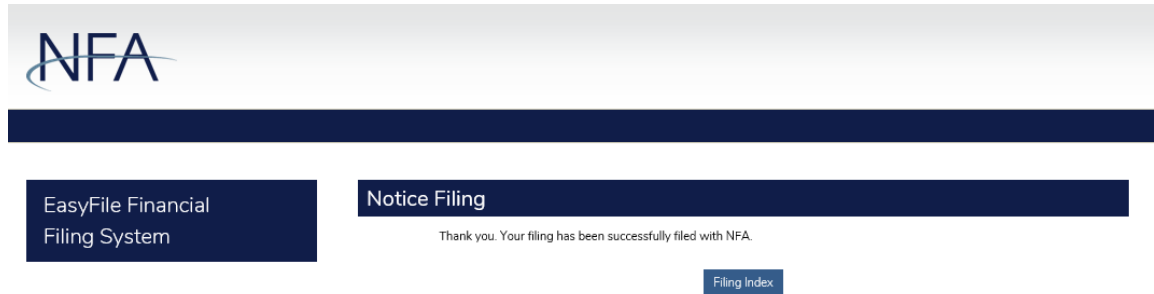 NFA
EasyFile Financial
Filing System
Notice Filing
Thank you. Your filing has been successfully filed with NFA.
Filing Index